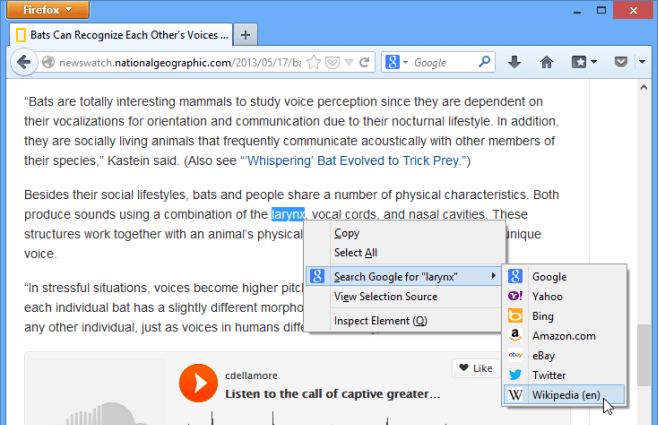 Firefox
Bats Can Recognize Each Other's Voices ...
newswatch.nationalgeographic.com/2013/05/17/ba
Google
“Bats are totally interesting mammals to study voice perception since they are dependent on
their vocalizations for orientation and communication due to their nocturnal lifestyle. In addition,
they are socially living animals that frequently communicate acoustically with other members of
their species,” Kastein said. (Also see “‘Whispering’ Bat Evolved to Trick Prey.”)
Besides their social lifestyles, bats and people share a number of physical characteristics. Both
produce sounds using a combination of the larynx, vocal cords, and nasal cavities. These
structures work together with an animal’s physical unique
voice.
“In stressful situations, voices become higher pitc
each individual bat has a slightly different morpho
any other individual, just as voices in humans diffe
Copy
Select All
Search Google for "larynx"
View Selection Source
Inspect Element (Q)
Google
Yahoo
Bing
Amazon.com
eBay
Twitter
Wikipedia (en)
cdellamore
Listen to the call of captive greater...
Like